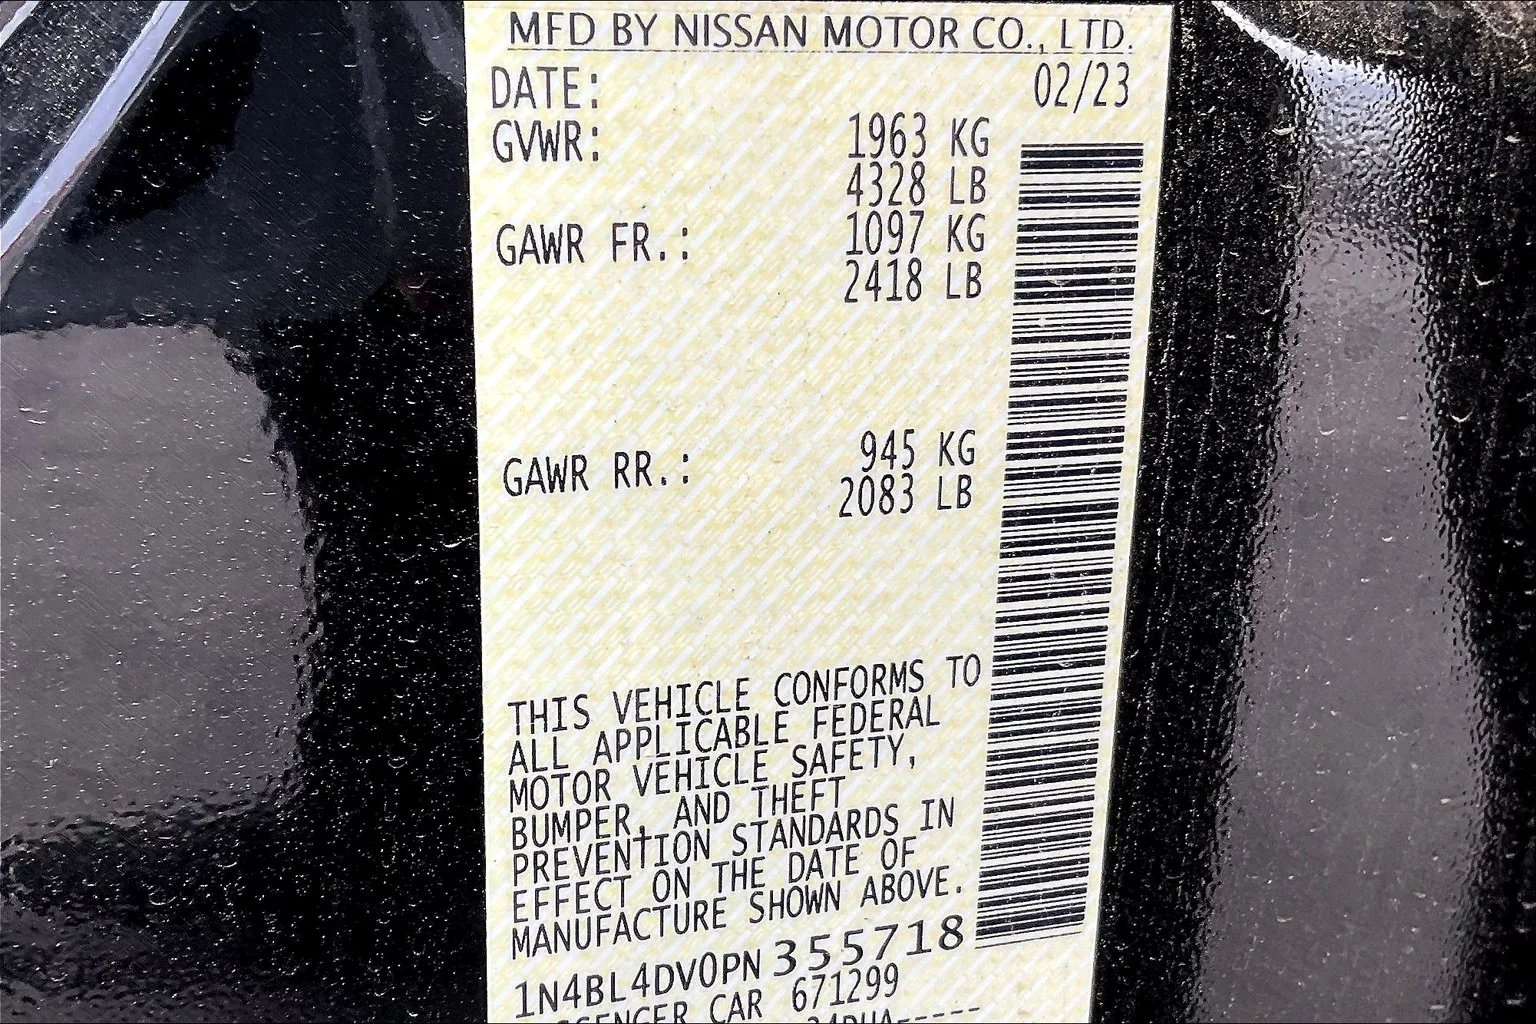 MFD BY NISSAN MOTOR CO., LTD.
DATE: 02/23
GVWR: 1963 KG
4328 LB
GAWR FR.: 1097 KG
2418 LB
GAWR RR.: 945 KG
2083 LB
THIS VEHICLE CONFORMS TO
ALL APPLICABLE FEDERAL
MOTOR VEHICLE SAFETY,
BUMPER, AND THEFT
PREVENTION STANDARDS IN
EFFECT ON THE DATE OF
MANUFACTURE SHOWN ABOVE.
1N4BL4DV0PN355718
PASSENGER CAR 671299